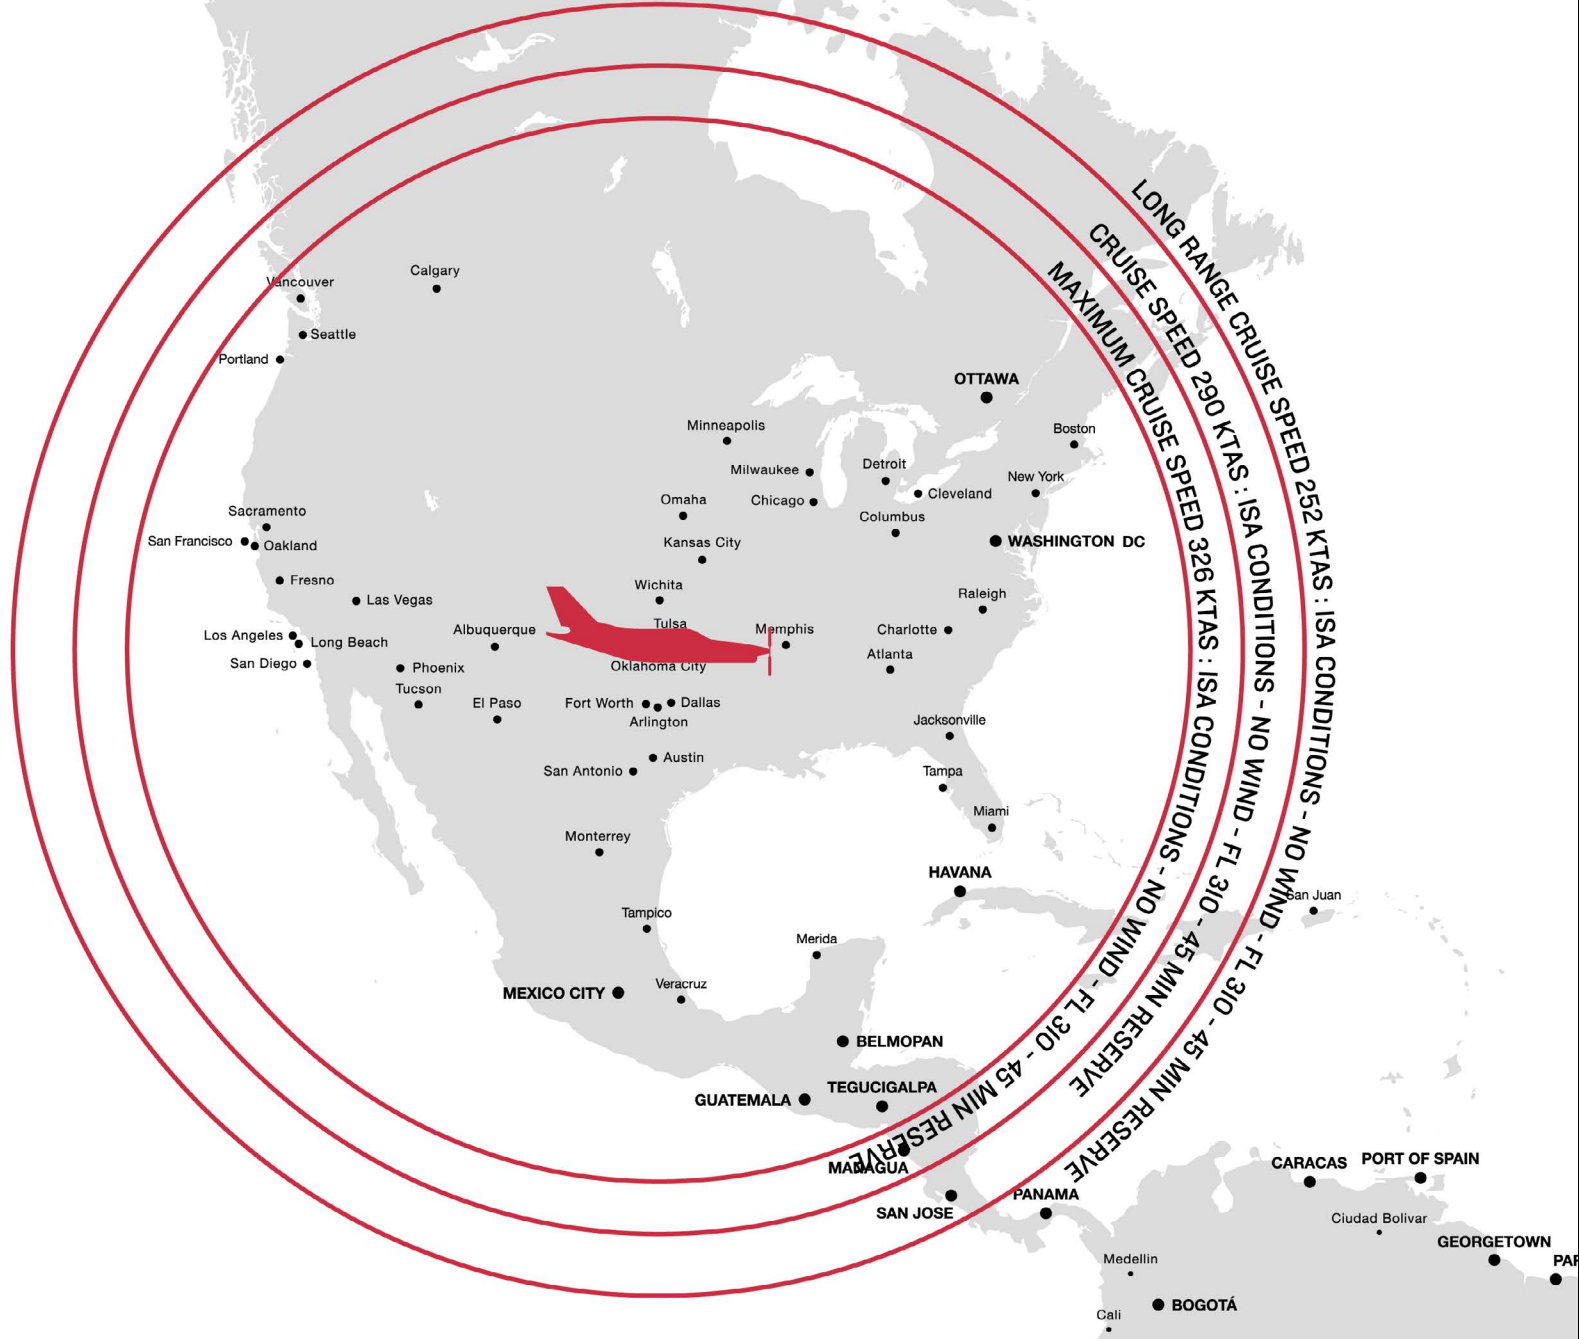 LONG RANGE CRUISE SPEED 252 KTAS : ISA CONDITIONS - NO WIND - FL 310 - 45 MIN RESERVE
CRUISE SPEED 290 KTAS : ISA CONDITIONS - NO WIND - FL 310 - 45 MIN RESERVE
MAXIMUM CRUISE SPEED 326 KTAS : ISA CONDITIONS - NO WIND - FL 310 - 45 MIN RESERVE
Calgary
Vancouver
Seattle
Portland
OTTAWA
Minneapolis
Boston
Milwaukee
Detroit
New York
Cleveland
Omaha
Chicago
Columbus
Sacramento
San Francisco
Oakland
Kansas City
WASHINGTON DC
Fresno
Wichita
Las Vegas
Raleigh
Tulsa
Albuquerque
Memphis
Charlotte
Los Angeles
Long Beach
Atlanta
San Diego
Phoenix
Oklahoma City
Tucson
El Paso
Fort Worth
Dallas
Arlington
Jacksonville
Austin
San Antonio
Tampa
Miami
Monterrey
HAVANA
San Juan
Tampico
Merida
Veracruz
MEXICO CITY
BELMOPAN
TEGUCIGALPA
GUATEMALA
MANAGUA
CARACAS
PORT OF SPAIN
PANAMA
SAN JOSE
Ciudad Bolivar
GEORGETOWN
Medellin
PAR
BOGOTÁ
Cali